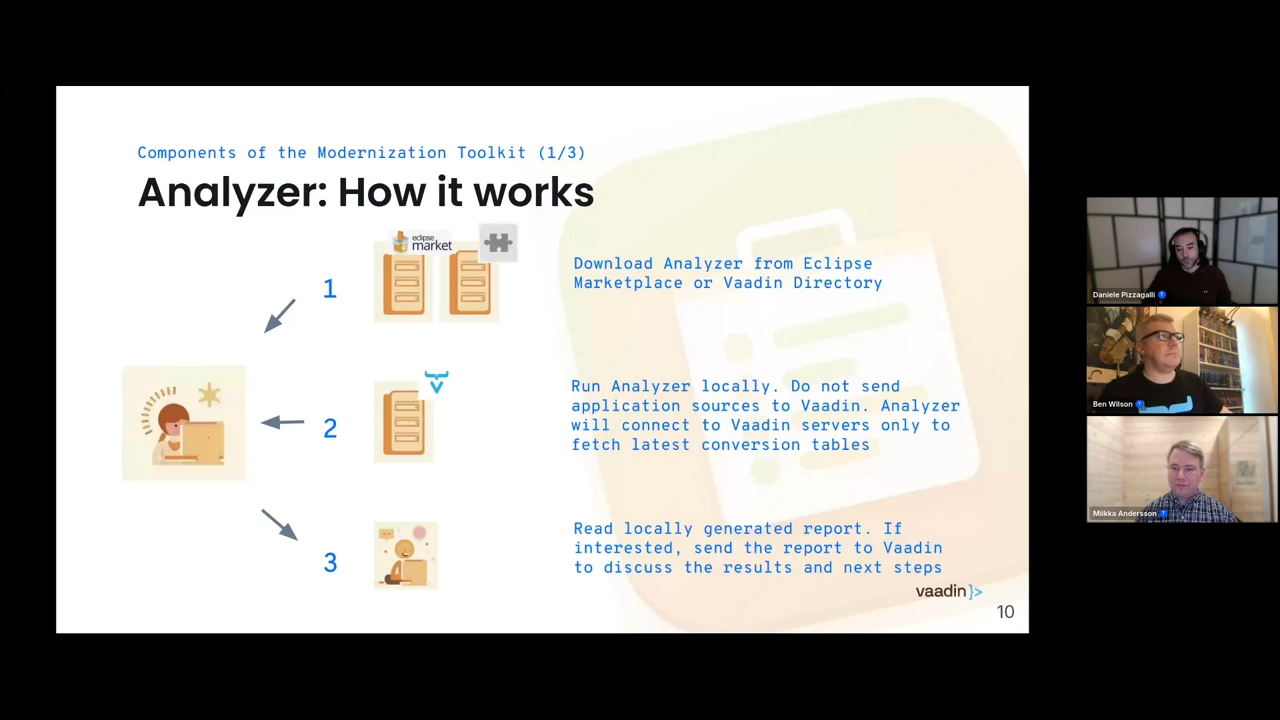 Components of the Modernization Toolkit (1/3)
Analyzer: How it works
eclipse
market
1
Download Analyzer from Eclipse
Marketplace or Vaadin Directory
2
Run Analyzer locally. Do not send
application sources to Vaadin. Analyzer
will connect to Vaadin servers only to
fetch latest conversion tables
3
Read locally generated report. If
interested, send the report to Vaadin
to discuss the results and next steps
vaadin}>
10
Daniele Pizzagalli
Ben Wilson
Miikka Andersson